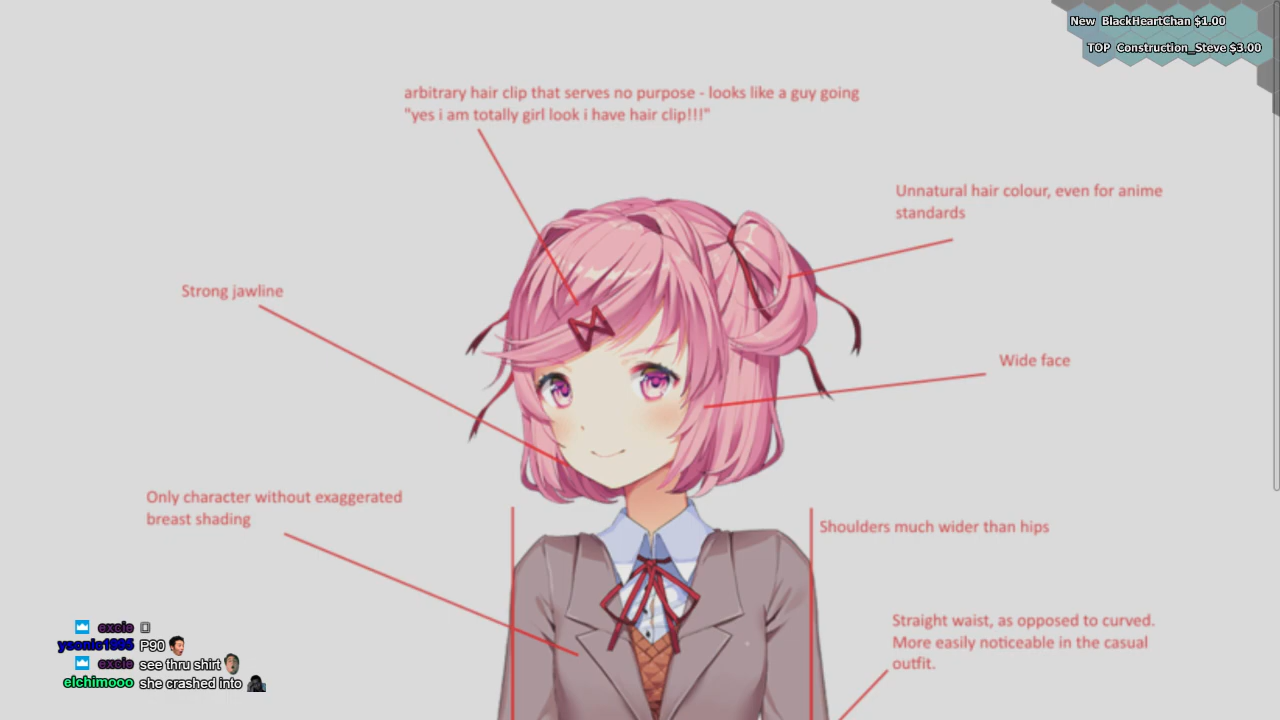 New BlackHeartChan $1.00
TOP Construction_Steve $3.00
arbitrary hair clip that serves no purpose - looks like a guy going
"yes i am totally girl look i have hair clip!!!"
Unnatural hair colour, even for anime
standards
Strong jawline
Wide face
Only character without exaggerated
breast shading
Shoulders much wider than hips
Straight waist, as opposed to curved.
More easily noticeable in the casual
outfit.
excie
ysonic1995 P90
excie see thru shirt
elchimooo she crashed into